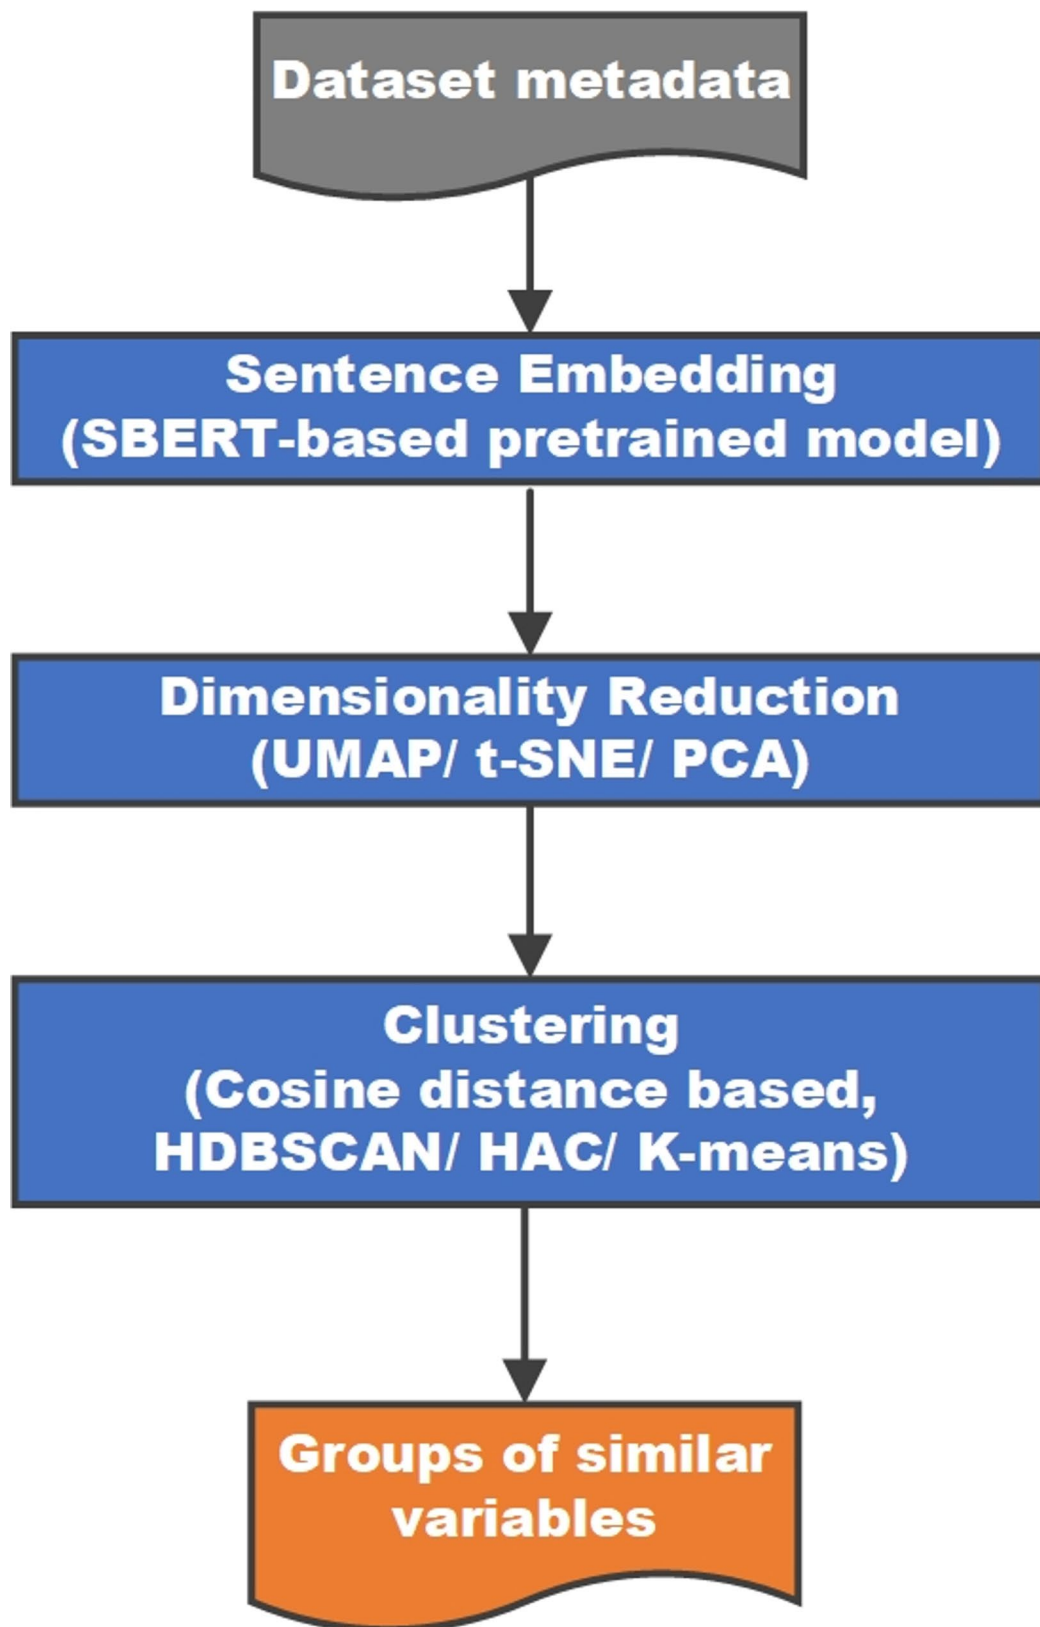 Dataset metadata
Sentence Embedding
(SBERT-based pretrained model)
Dimensionality Reduction
(UMAP/ t-SNE/ PCA)
Clustering
(Cosine distance based,
HDBSCAN/ HAC/ K-means)
Groups of similar
variables